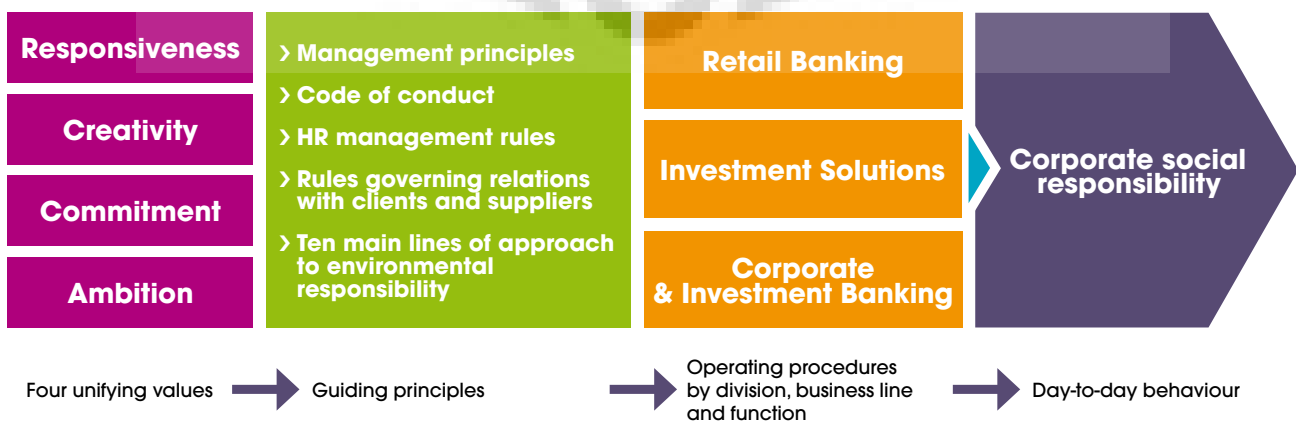 Responsiveness
Creativity
Commitment
Ambition
› Management principles
› Code of conduct
› HR management rules
› Rules governing relations
with clients and suppliers
› Ten main lines of approach
to environmental
responsibility
Retail Banking
Investment Solutions
Corporate
& Investment Banking
Corporate social
responsibility
Four unifying values
Guiding principles
Operating procedures
by division, business line
and function
Day-to-day behaviour